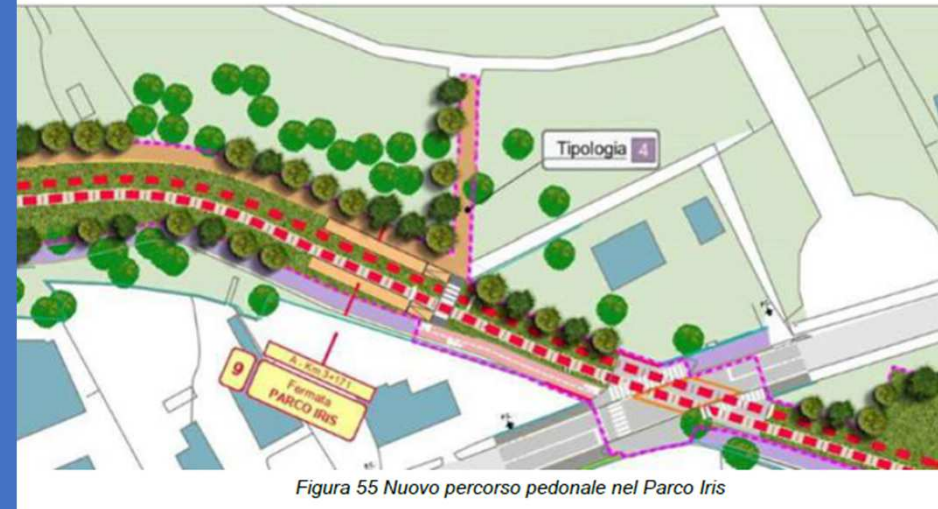 Tipologia 4
9
A - Km 3+171
Fermata
PARCO IRIS
P.S.
P.S.
P.S.
Figura 55 Nuovo percorso pedonale nel Parco Iris